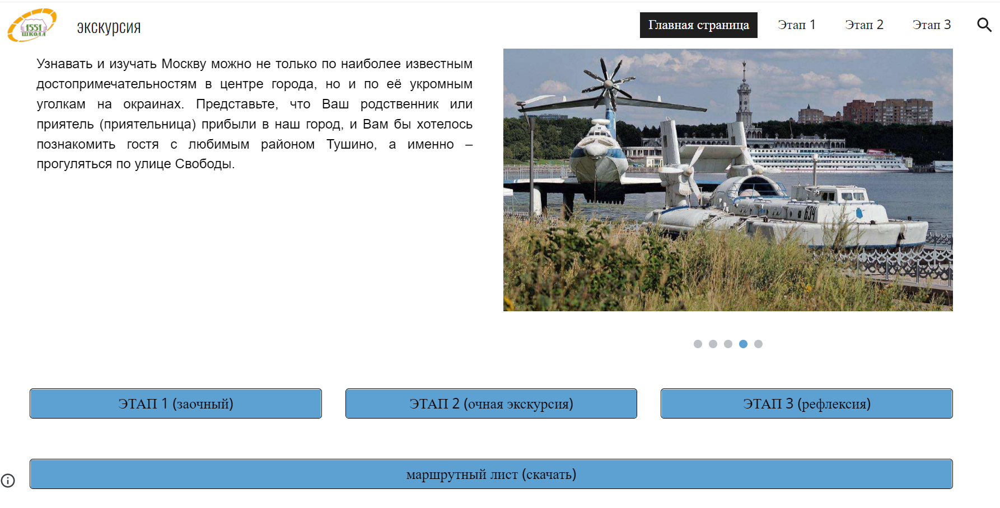 1551
ШКОЛА
экскурсия
Главная страница
Этап 1
Этап 2
Этап 3
Узнавать и изучать Москву можно не только по наиболее известным
достопримечательностям в центре города, но и по её укромным
уголкам на окраинах. Представьте, что Ваш родственник или
приятель (приятельница) прибыли в наш город, и Вам бы хотелось
познакомить гостя с любимым районом Тушино, а именно –
прогуляться по улице Свободы.
634
ЭТАП 1 (заочный)
ЭТАП 2 (очная экскурсия)
ЭТАП 3 (рефлексия)
маршрутный лист (скачать)